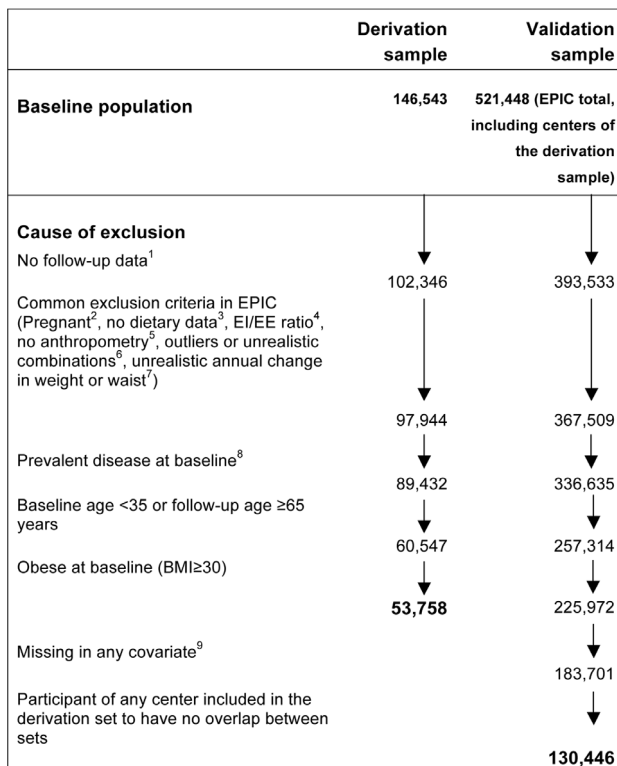 Derivation sample
Validation sample
Baseline population
146,543
521,448 (EPIC total,
including centers of
the derivation
sample)
Cause of exclusion
No follow-up data1
102,346
393,533
Common exclusion criteria in EPIC
(Pregnant2, no dietary data3, EI/EE ratio4,
no anthropometry5, outliers or unrealistic
combinations6, unrealistic annual change
in weight or waist7)
97,944
367,509
Prevalent disease at baseline8
89,432
336,635
Baseline age <35 or follow-up age ≥65
years
60,547
257,314
Obese at baseline (BMI≥30)
53,758
225,972
Missing in any covariate9
183,701
Participant of any center included in the
derivation set to have no overlap between
sets
130,446